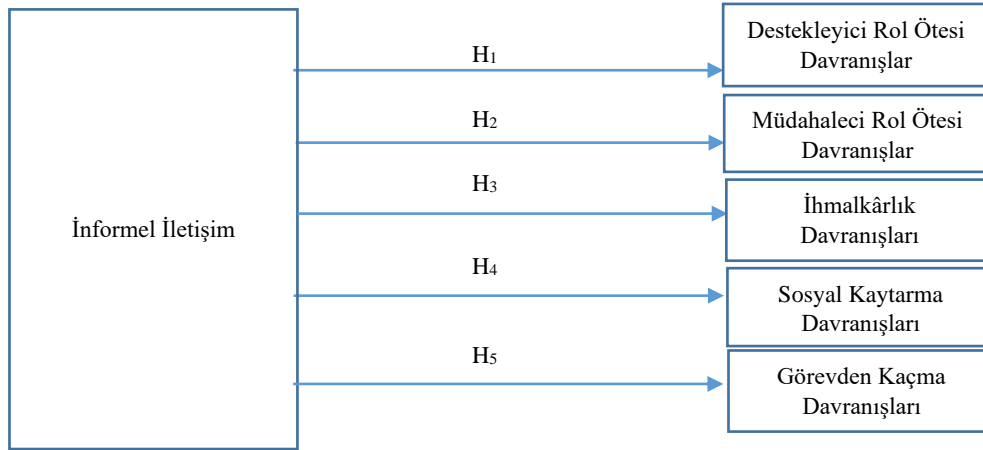 İnformel İletişim
H1
Destekleyici Rol Ötesi
Davranışlar
H2
Müdahaleci Rol Ötesi
Davranışlar
H3
İhmalkârlık
Davranışları
H4
Sosyal Kaytarma
Davranışları
H5
Görevden Kaçma
Davranışları